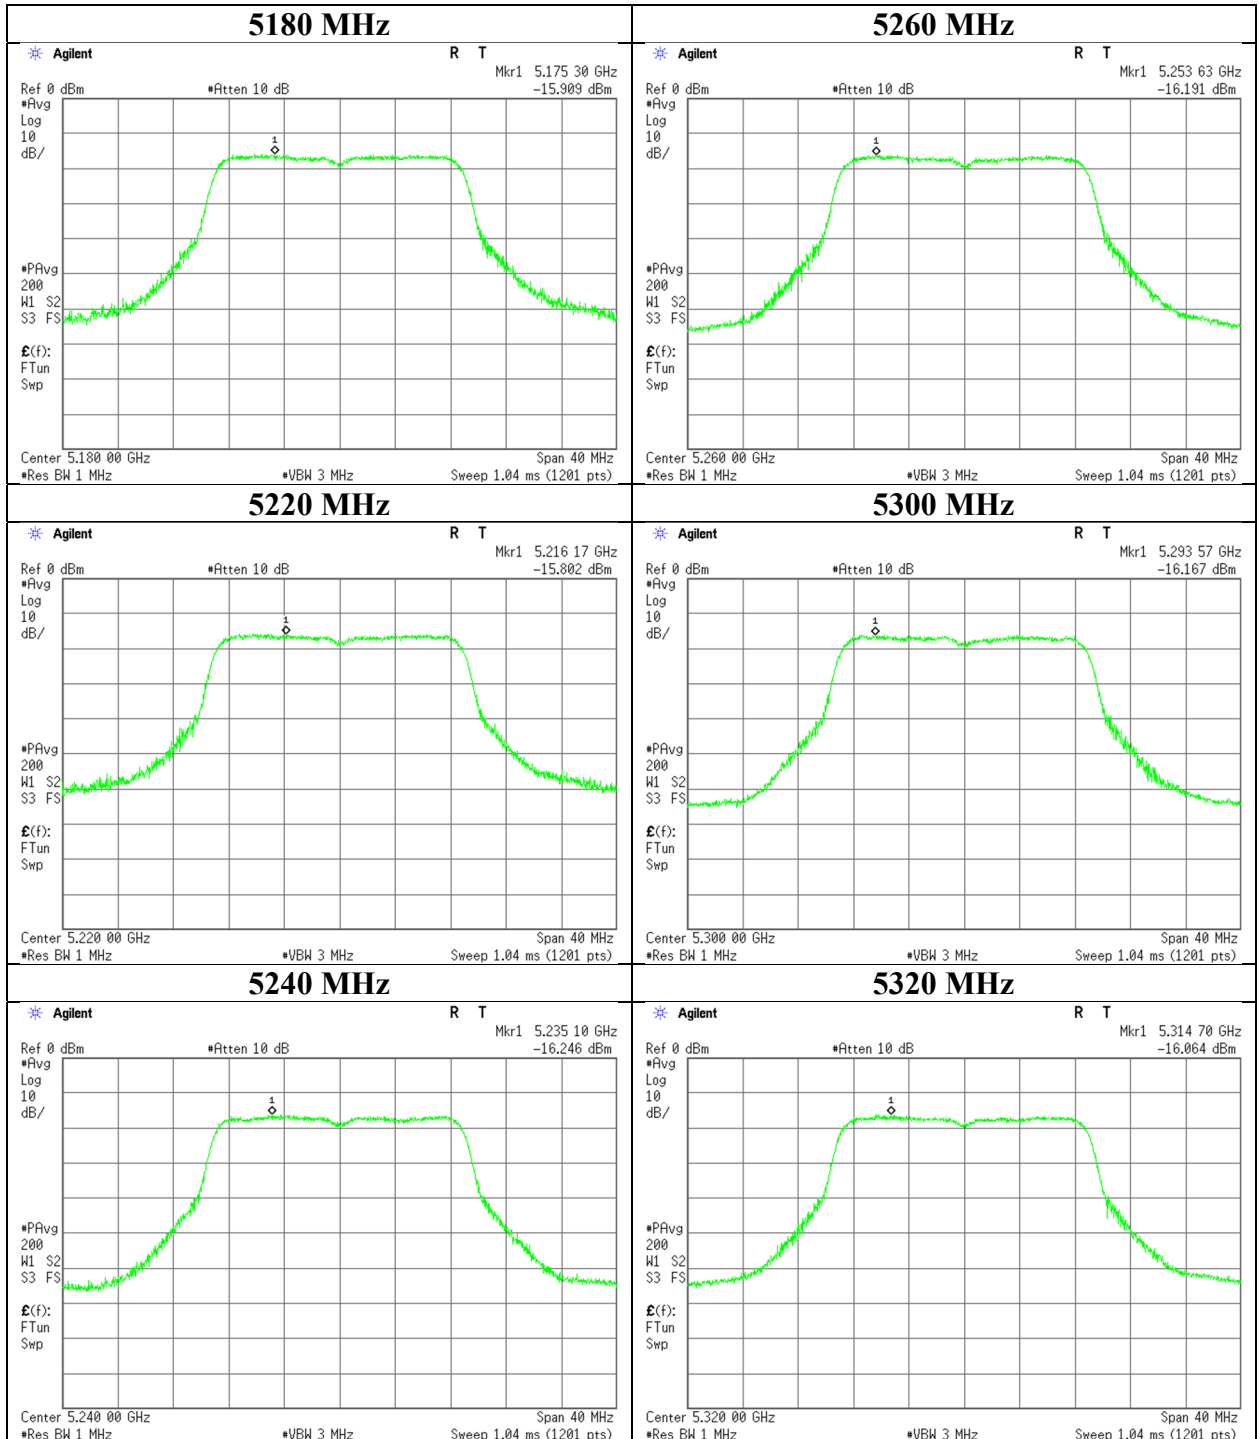 5180 MHz
Agilent
R T
Mkr1 5.175 30 GHz
Ref 0 dBm #Atten 10 dB -15.909 dBm
#Avg
Log
10
dB/
1
#PAvg
200
W1 S2
S3 FS
£(f):
FTun
Swp
Center 5.180 00 GHz Span 40 MHz
#Res BW 1 MHz #VBW 3 MHz Sweep 1.04 ms (1201 pts)
5260 MHz
Agilent
R T
Mkr1 5.253 63 GHz
Ref 0 dBm #Atten 10 dB -16.191 dBm
#Avg
Log
10
dB/
1
#PAvg
200
W1 S2
S3 FS
£(f):
FTun
Swp
Center 5.260 00 GHz Span 40 MHz
#Res BW 1 MHz #VBW 3 MHz Sweep 1.04 ms (1201 pts)
5220 MHz
Agilent
R T
Mkr1 5.216 17 GHz
Ref 0 dBm #Atten 10 dB -15.802 dBm
#Avg
Log
10
dB/
1
#PAvg
200
W1 S2
S3 FS
£(f):
FTun
Swp
Center 5.220 00 GHz Span 40 MHz
#Res BW 1 MHz #VBW 3 MHz Sweep 1.04 ms (1201 pts)
5300 MHz
Agilent
R T
Mkr1 5.293 57 GHz
Ref 0 dBm #Atten 10 dB -16.167 dBm
#Avg
Log
10
dB/
1
#PAvg
200
W1 S2
S3 FS
£(f):
FTun
Swp
Center 5.300 00 GHz Span 40 MHz
#Res BW 1 MHz #VBW 3 MHz Sweep 1.04 ms (1201 pts)
5240 MHz
Agilent
R T
Mkr1 5.235 10 GHz
Ref 0 dBm #Atten 10 dB -16.246 dBm
#Avg
Log
10
dB/
1
#PAvg
200
W1 S2
S3 FS
£(f):
FTun
Swp
Center 5.240 00 GHz Span 40 MHz
#Res BW 1 MHz #VBW 3 MHz Sweep 1.04 ms (1201 pts)
5320 MHz
Agilent
R T
Mkr1 5.314 70 GHz
Ref 0 dBm #Atten 10 dB -16.064 dBm
#Avg
Log
10
dB/
1
#PAvg
200
W1 S2
S3 FS
£(f):
FTun
Swp
Center 5.320 00 GHz Span 40 MHz
#Res BW 1 MHz #VBW 3 MHz Sweep 1.04 ms (1201 pts)